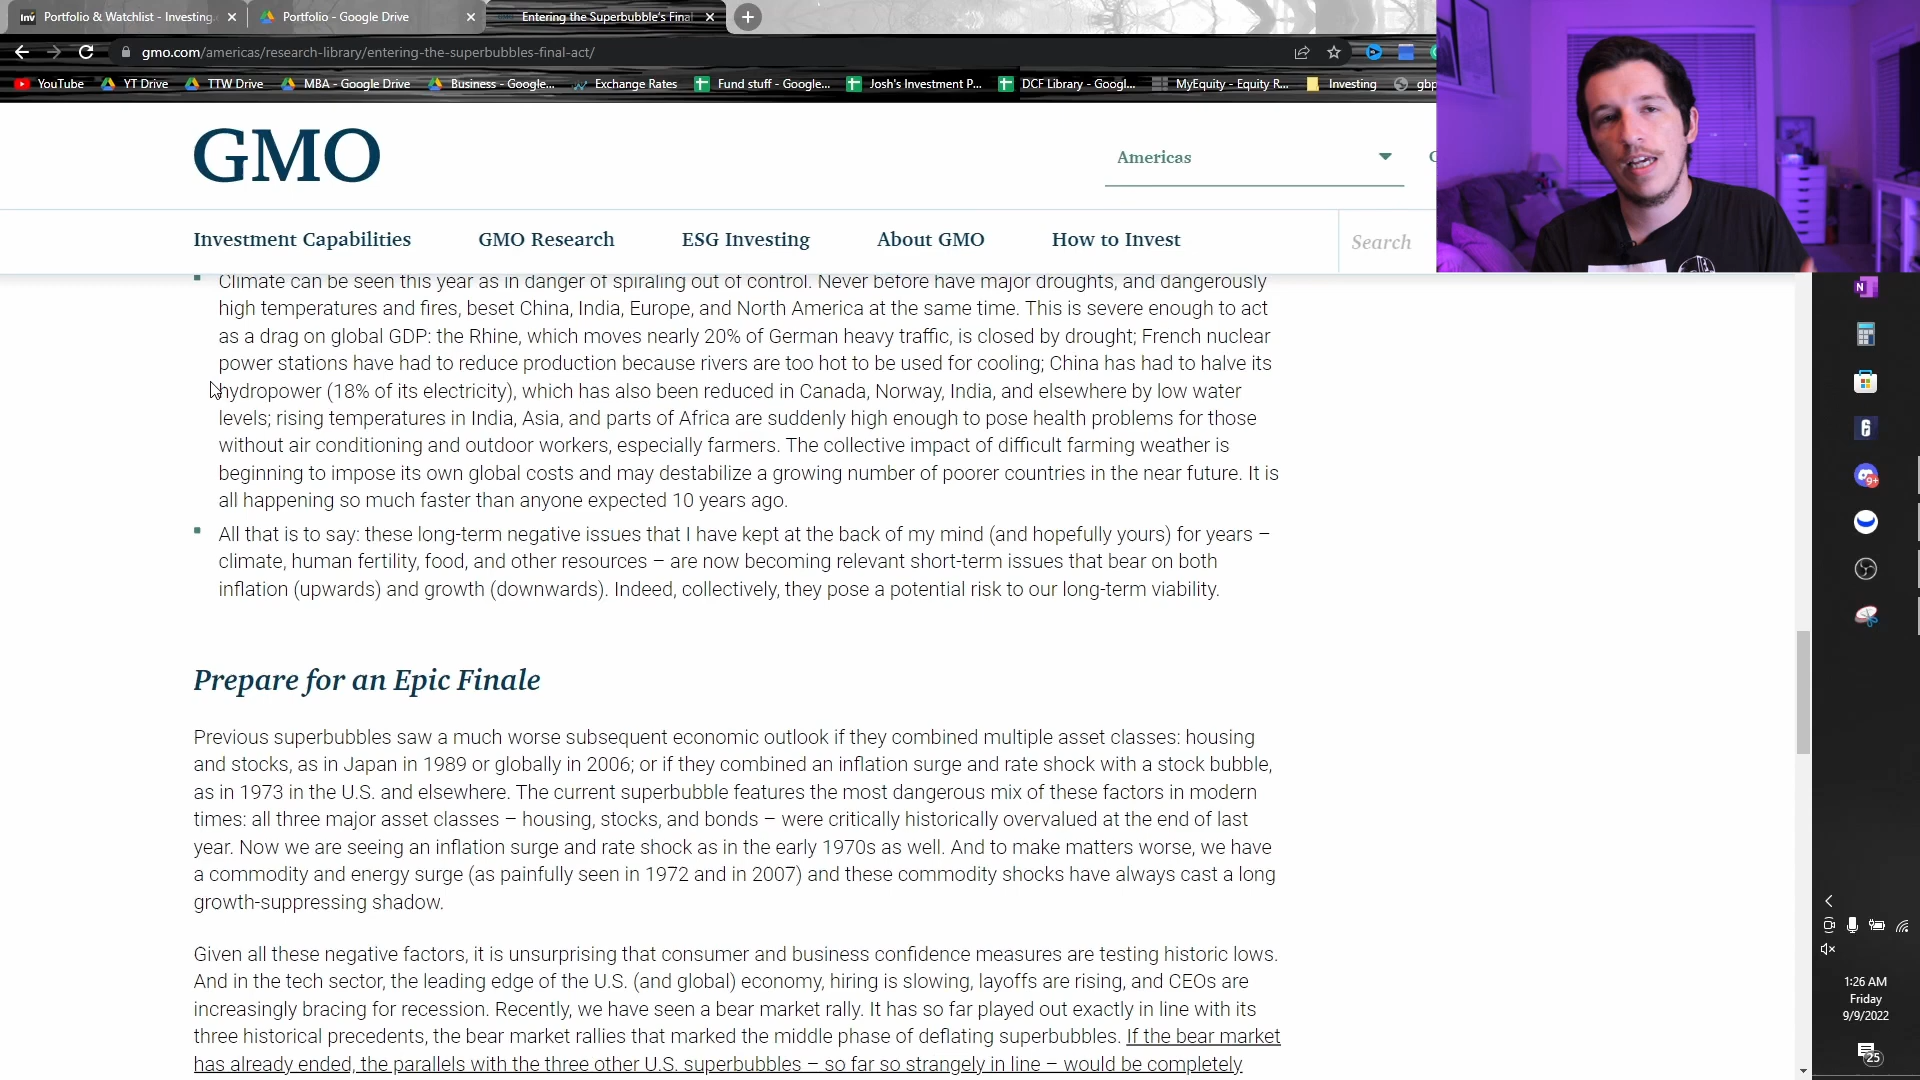 Portfolio & Watchlist - Investing.
Portfolio - Google Drive
Entering the Superbubble's Fina
gmo.com/americas/research-library/entering-the-superbubbles-final-act/
YouTube
YT Drive
TTW Drive
MBA - Google Drive
Business - Google...
Exchange Rates
Fund stuff - Google...
Josh's Investment P...
DCF Library - Googl...
MyEquity - Equity R...
Investing
gbp
GMO
Americas
Investment Capabilities
GMO Research
ESG Investing
About GMO
How to Invest
Search
Climate can be seen this year as in danger of spiraling out of control. Never before have major droughts, and dangerously
high temperatures and fires, beset China, India, Europe, and North America at the same time. This is severe enough to act
as a drag on global GDP: the Rhine, which moves nearly 20% of German heavy traffic, is closed by drought; French nuclear
power stations have had to reduce production because rivers are too hot to be used for cooling; China has had to halve its
hydropower (18% of its electricity), which has also been reduced in Canada, Norway, India, and elsewhere by low water
levels; rising temperatures in India, Asia, and parts of Africa are suddenly high enough to pose health problems for those
without air conditioning and outdoor workers, especially farmers. The collective impact of difficult farming weather is
beginning to impose its own global costs and may destabilize a growing number of poorer countries in the near future. It is
all happening so much faster than anyone expected 10 years ago.
All that is to say: these long-term negative issues that I have kept at the back of my mind (and hopefully yours) for years –
climate, human fertility, food, and other resources – are now becoming relevant short-term issues that bear on both
inflation (upwards) and growth (downwards). Indeed, collectively, they pose a potential risk to our long-term viability.
Prepare for an Epic Finale
Previous superbubbles saw a much worse subsequent economic outlook if they combined multiple asset classes: housing
and stocks, as in Japan in 1989 or globally in 2006; or if they combined an inflation surge and rate shock with a stock bubble,
as in 1973 in the U.S. and elsewhere. The current superbubble features the most dangerous mix of these factors in modern
times: all three major asset classes – housing, stocks, and bonds – were critically historically overvalued at the end of last
year. Now we are seeing an inflation surge and rate shock as in the early 1970s as well. And to make matters worse, we have
a commodity and energy surge (as painfully seen in 1972 and in 2007) and these commodity shocks have always cast a long
growth-suppressing shadow.
Given all these negative factors, it is unsurprising that consumer and business confidence measures are testing historic lows.
And in the tech sector, the leading edge of the U.S. (and global) economy, hiring is slowing, layoffs are rising, and CEOs are
increasingly bracing for recession. Recently, we have seen a bear market rally. It has so far played out exactly in line with its
three historical precedents, the bear market rallies that marked the middle phase of deflating superbubbles. If the bear market
has already ended, the parallels with the three other U.S. superbubbles – so far so strangely in line – would be completely
1:26 AM
Friday
9/9/2022
25